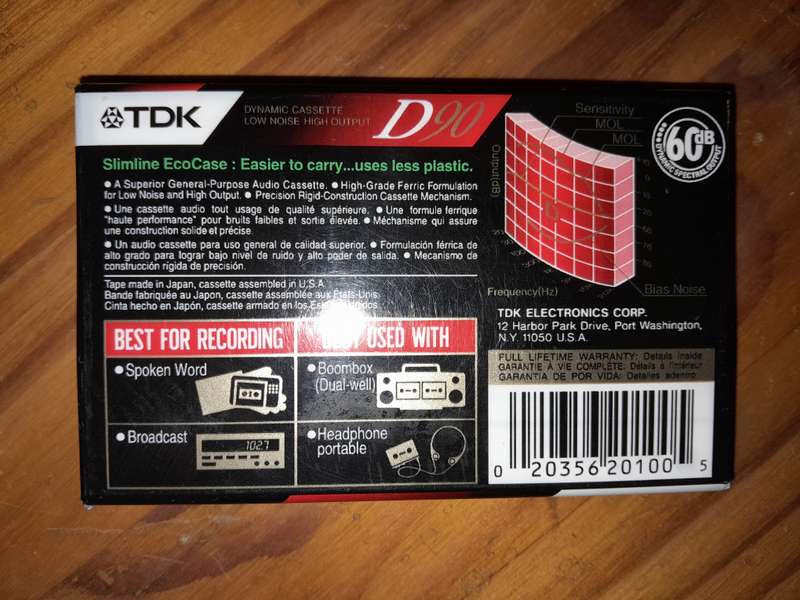 TDK
DYNAMIC CASSETTE
LOW NOISE HIGH OUTPUT
D90
Slimline EcoCase : Easier to carry...uses less plastic.
● A Superior General-Purpose Audio Cassette. ● High-Grade Ferric Formulation
for Low Noise and High Output. ● Precision Rigid-Construction Cassette Mechanism.
● Une cassette audio tout usage de qualité supérieure. ● Une formule ferrique
"haute performance" pour bruits faibles et sortie élevée. ● Méchanisme qui assure
une construction solide et précise.
● Un audio cassette para uso general de calidad superior. ● Formulación férrica de
alto grado para lograr bajo nivel de ruido y alto poder de salida. ● Mecanismo de
construcción rígida de precisión.
Tape made in Japan, cassette assembled in U.S.A.
Bande fabriquée au Japon, cassette assemblée aux États-Unis.
Cinta hecho en Japón, cassette armado en los Estados Unidos
BEST FOR RECORDING
BEST USED WITH
● Spoken Word
● Boombox
(Dual-well)
● Broadcast
102.7
● Headphone
portable
Sensitivity
MOL
MOL
Output(dB)
Frequency(Hz)
Bias Noise
60dB
DYNAMIC SPECTRAL OUTPUT
TDK ELECTRONICS CORP.
12 Harbor Park Drive, Port Washington,
N.Y. 11050 U.S.A.
FULL LIFETIME WARRANTY: Details inside
GARANTIE À VIE COMPLÈTE: Détails à l'intérieur
GARANTIA DE POR VIDA: Detalles adentro
0 20356 20100 5